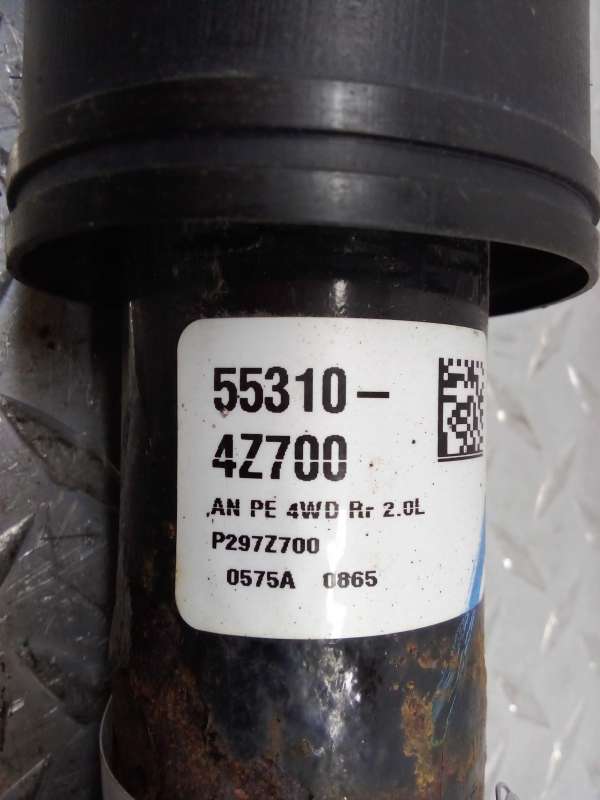 55310-
4Z700
AN PE 4WD Rr 2.0L
P297Z700
0575A 0865